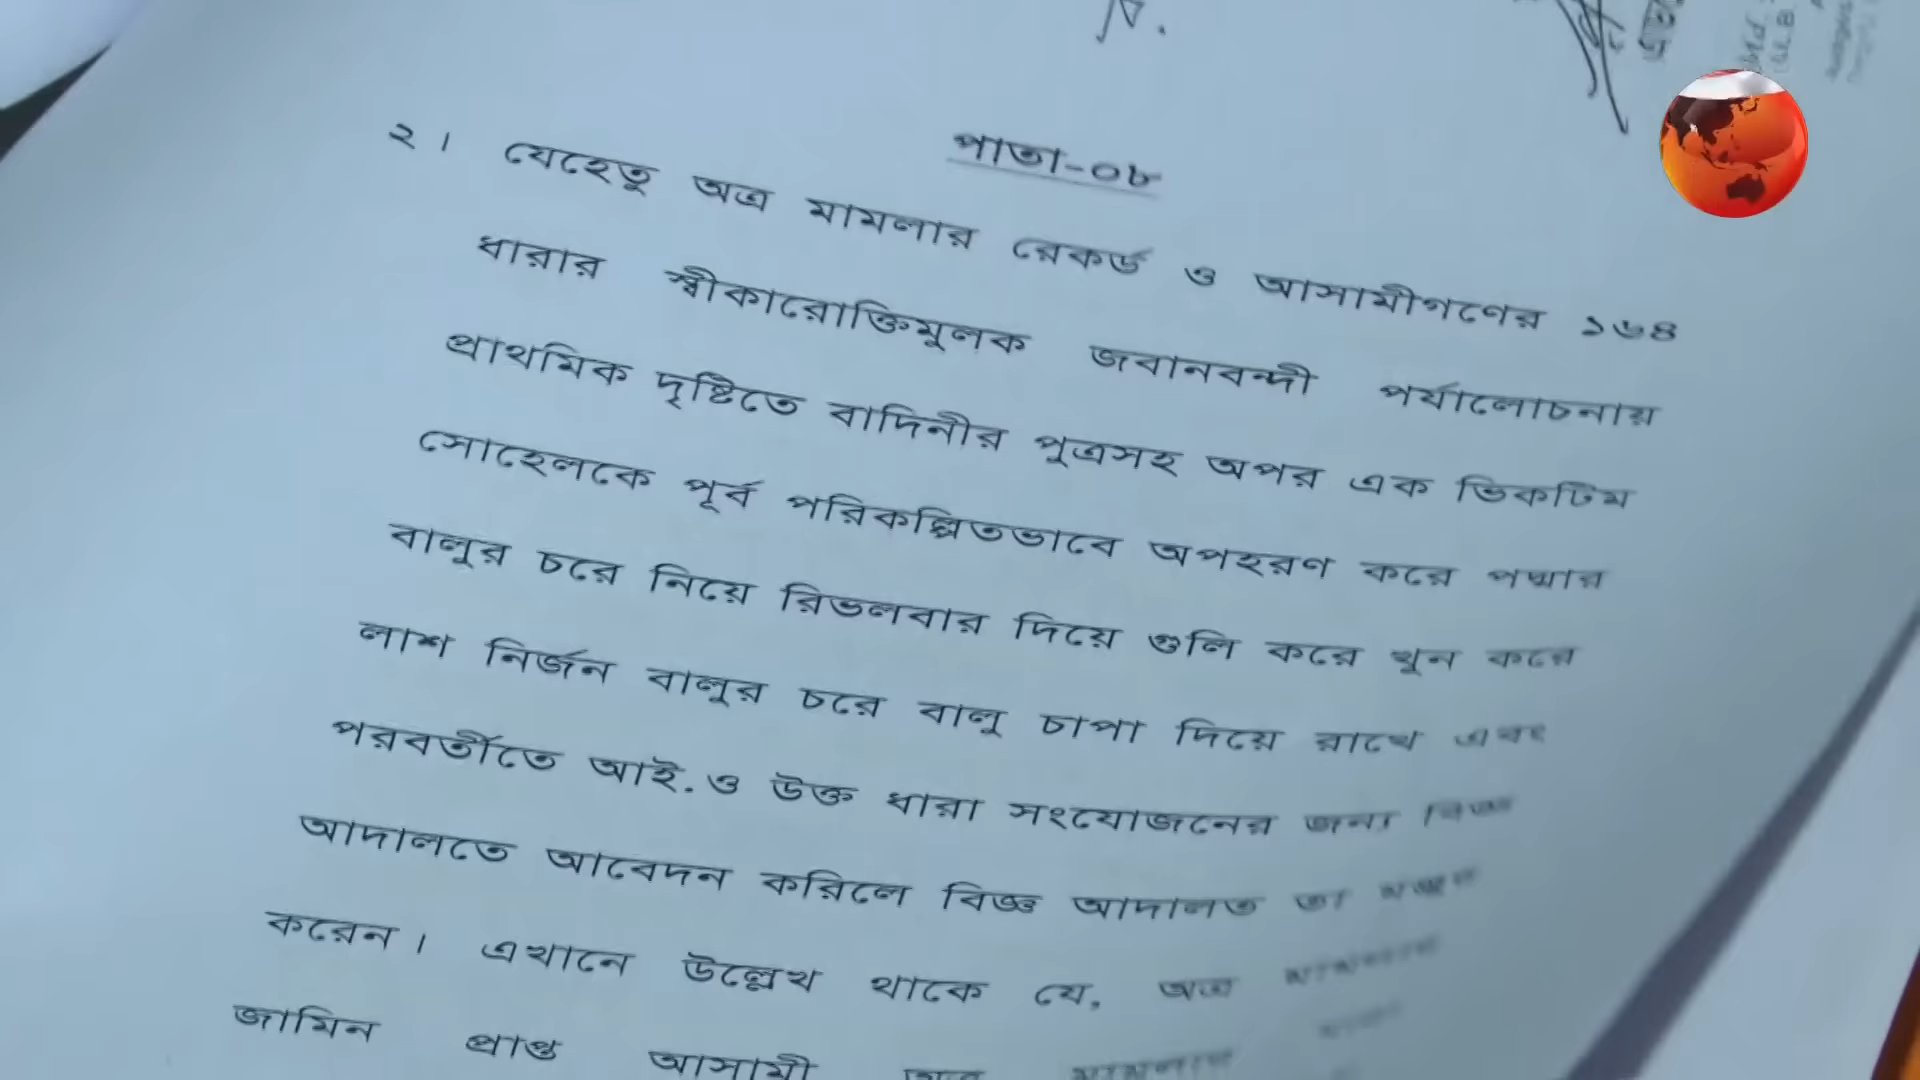 পাতা-০৮
২। যেহেতু অত্র মামলার রেকর্ড ও আসামীগণের ১৬৪
ধারার স্বীকারোক্তিমুলক জবানবন্দী পর্যালোচনায়
প্রাথমিক দৃষ্টিতে বাদিনীর পুত্রসহ অপর এক ভিকটিম
সোহেলকে পূর্ব পরিকল্পিতভাবে অপহরণ করে পদ্মার
বালুর চরে নিয়ে রিভলবার দিয়ে গুলি করে খুন করে
লাশ নির্জন বালুর চরে বালু চাপা দিয়ে রাখে এবং
পরবর্তীতে আই.ও উক্ত ধারা সংযোজনের জন্য বিজ্ঞ
আদালতে আবেদন করিলে বিজ্ঞ আদালত তা মঞ্জুর
করেন। এখানে উল্লেখ থাকে যে, অত্র
জামিন প্রাপ্ত আসামী অত্র